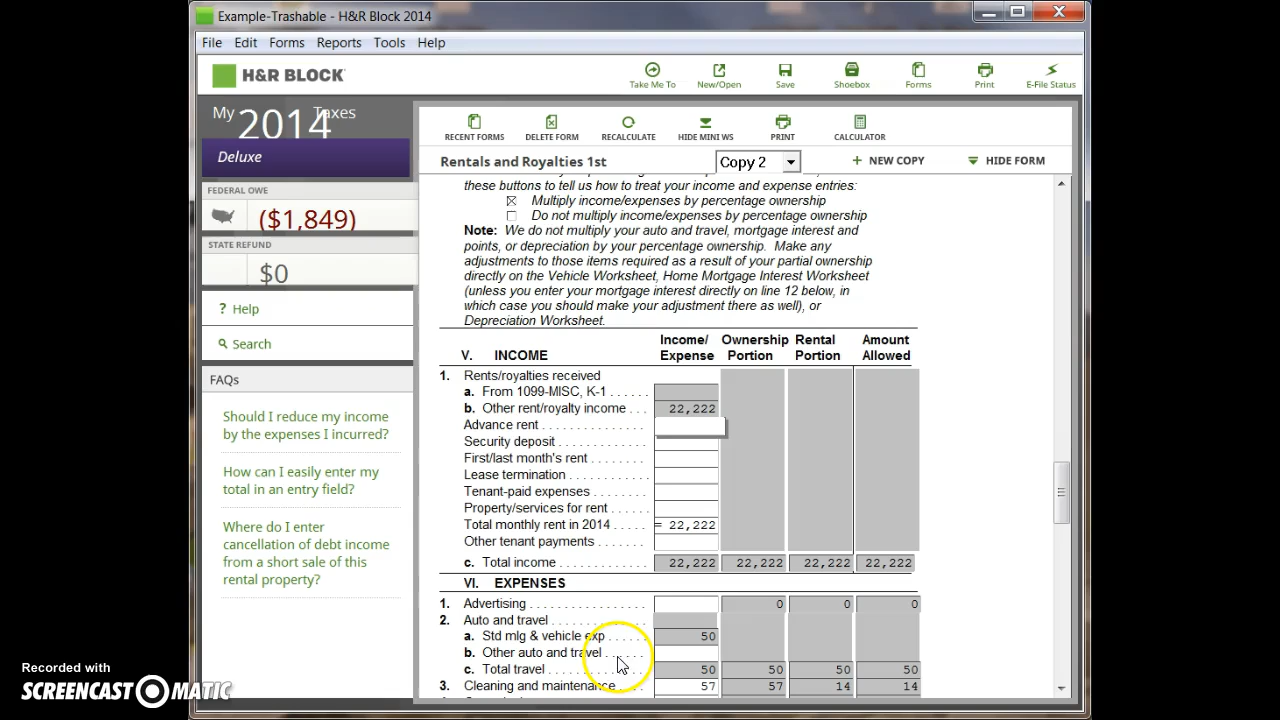 Example-Trashable - H&R Block 2014
File Edit Forms Reports Tools Help
H&R BLOCK
Take Me To New/Open Save Shoebox Forms Print E-File Status
My 2014 Taxes
Deluxe
FEDERAL OWE
($1,849)
STATE REFUND
$0
? Help
Search
FAQs
Should I reduce my income
by the expenses I incurred?
How can I easily enter my
total in an entry field?
Where do I enter
cancellation of debt income
from a short sale of this
rental property?
RECENT FORMS DELETE FORM RECALCULATE HIDE MINI WS PRINT CALCULATOR
Rentals and Royalties 1st Copy 2 + NEW COPY HIDE FORM
these buttons to tell us how to treat your income and expense entries:
Multiply income/expenses by percentage ownership
Do not multiply income/expenses by percentage ownership
Note: We do not multiply your auto and travel, mortgage interest and
points, or depreciation by your percentage ownership. Make any
adjustments to those items required as a result of your partial ownership
directly on the Vehicle Worksheet, Home Mortgage Interest Worksheet
(unless you enter your mortgage interest directly on line 12 below, in
which case you should make your adjustment there as well), or
Depreciation Worksheet.
Income/ Ownership Rental Amount
V. INCOME Expense Portion Portion Allowed
1. Rents/royalties received
a. From 1099-MISC, K-1 ......
b. Other rent/royalty income ... 22,222
Advance rent ................
Security deposit .............
First/last month's rent .........
Lease termination ............
Tenant-paid expenses ........
Property/services for rent ......
Total monthly rent in 2014 ..... = 22,222
Other tenant payments .......
c. Total income ............. 22,222 22,222 22,222 22,222
VI. EXPENSES
1. Advertising .................. 0 0 0
2. Auto and travel ...............
a. Std mlg & vehicle exp ...... 50
b. Other auto and travel ......
c. Total travel .............. 50 50 50 50
3. Cleaning and maintenance .... 57 57 14 14
Recorded with
SCREENCAST-O-MATIC